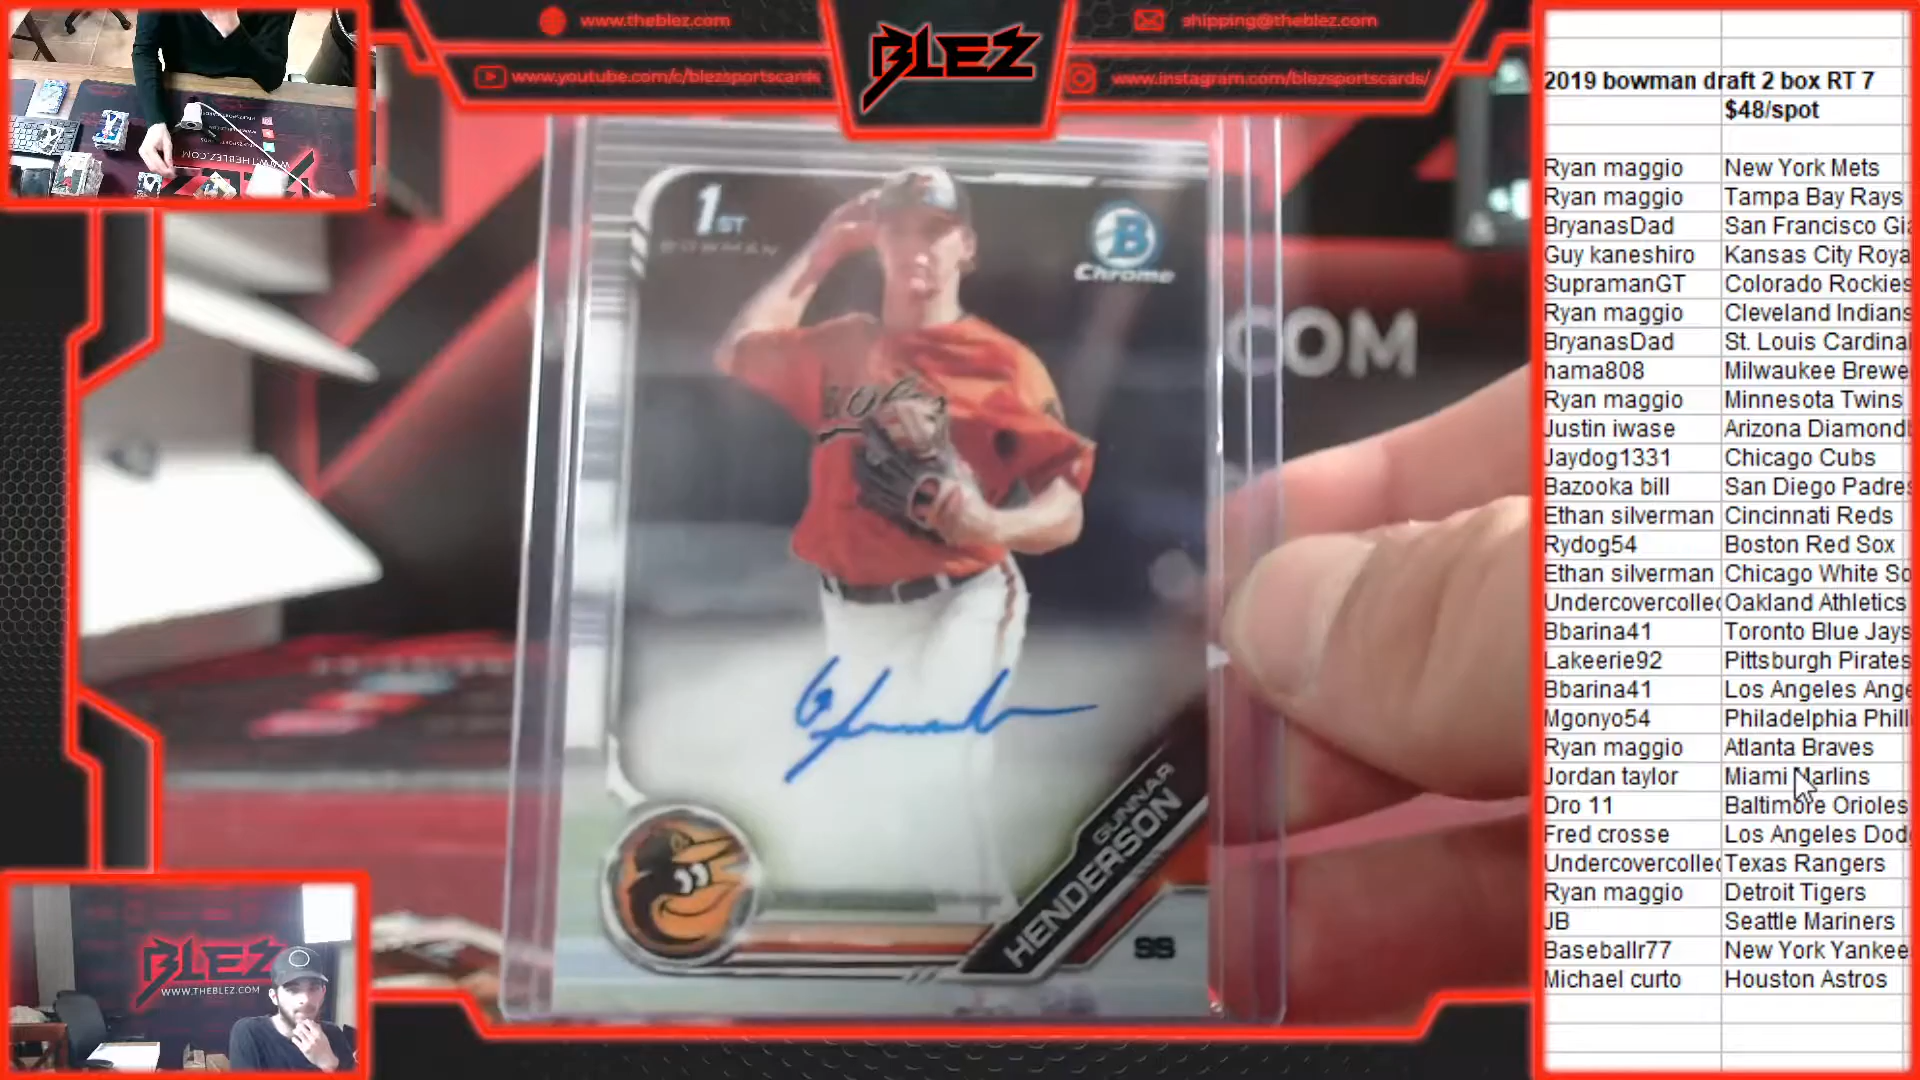 www.theblez.com
shipping@theblez.com
BLEZ
www.youtube.com/c/blezsportscards
www.instagram.com/blezsportscards/
2019 bowman draft 2 box RT 7
$48/spot
Ryan maggio New York Mets
Ryan maggio Tampa Bay Rays
BryanasDad San Francisco Gia
Guy kaneshiro Kansas City Roya
SupramanGT Colorado Rockies
Ryan maggio Cleveland Indians
BryanasDad St. Louis Cardinal
hama808 Milwaukee Brewe
Ryan maggio Minnesota Twins
Justin iwase Arizona Diamondb
Jaydog1331 Chicago Cubs
Bazooka bill San Diego Padres
Ethan silverman Cincinnati Reds
Rydog54 Boston Red Sox
Ethan silverman Chicago White So
Undercovercollec Oakland Athletics
Bbarina41 Toronto Blue Jays
Lakeerie92 Pittsburgh Pirates
Bbarina41 Los Angeles Ange
Mgonyo54 Philadelphia Phill
Ryan maggio Atlanta Braves
Jordan taylor Miami Marlins
Dro 11 Baltimore Orioles
Fred crosse Los Angeles Dod
Undercovercollec Texas Rangers
Ryan maggio Detroit Tigers
JB Seattle Mariners
Baseballr77 New York Yankee
Michael curto Houston Astros
1ST
BOWMAN
B
Chrome
COM
GUNNAR
HENDERSON
SS
BLEZ
WWW.THEBLEZ.COM